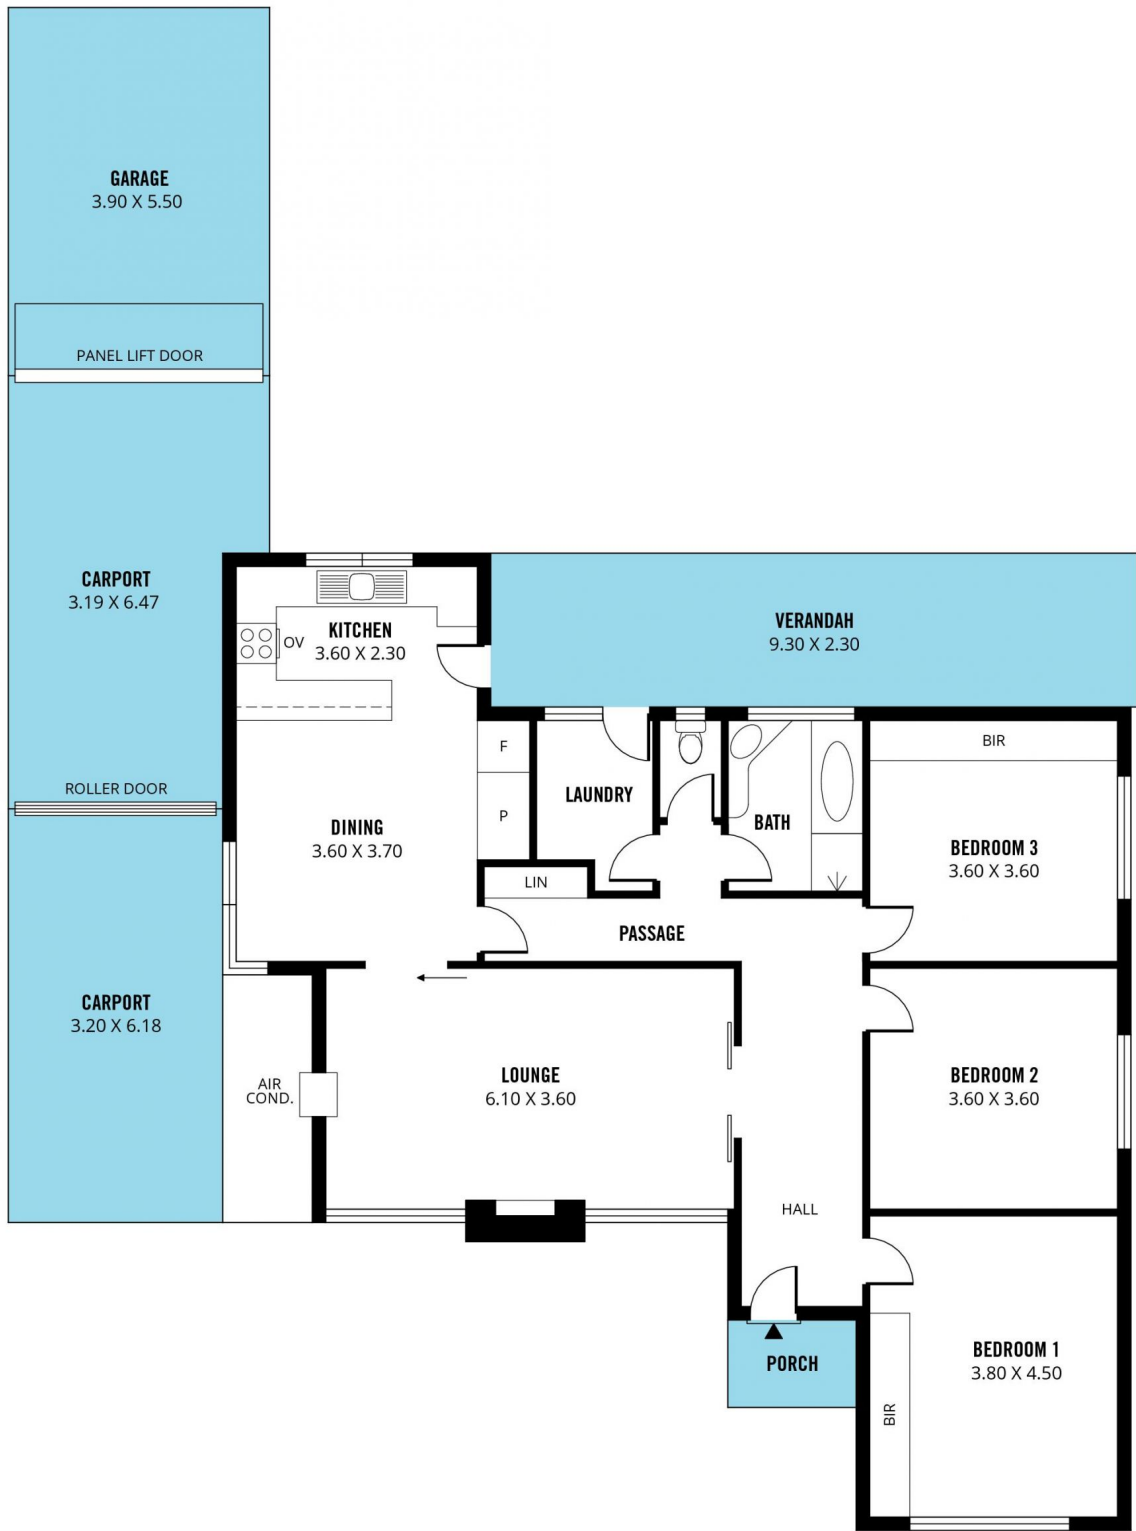 GARAGE
3.90 X 5.50
PANEL LIFT DOOR
CARPORT
3.19 X 6.47
ROLLER DOOR
CARPORT
3.20 X 6.18
KITCHEN
3.60 X 2.30
OV
DINING
3.60 X 3.70
F
P
VERANDAH
9.30 X 2.30
LAUNDRY
BATH
LIN
PASSAGE
BIR
BEDROOM 3
3.60 X 3.60
BEDROOM 2
3.60 X 3.60
AIR
COND.
LOUNGE
6.10 X 3.60
HALL
PORCH
BEDROOM 1
3.80 X 4.50
BIR